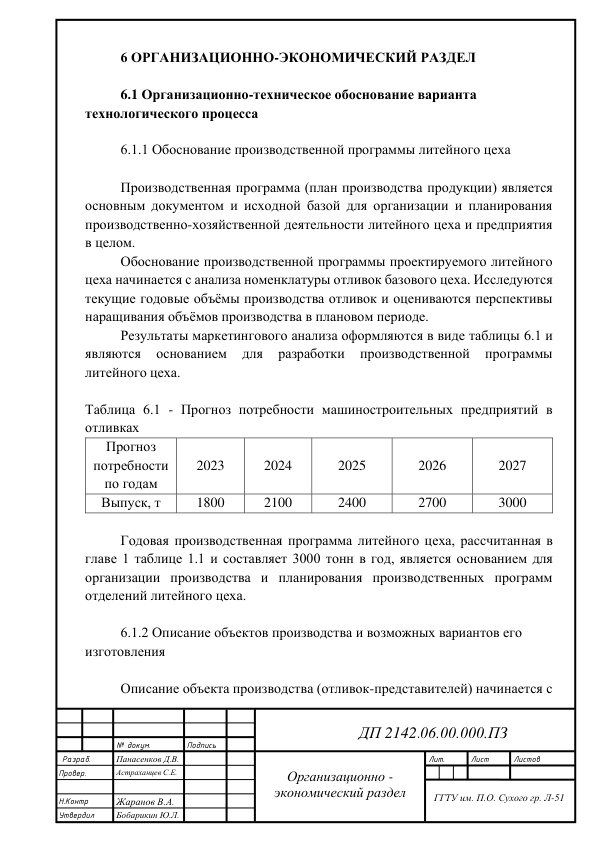 6 ОРГАНИЗАЦИОННО-ЭКОНОМИЧЕСКИЙ РАЗДЕЛ
6.1 Организационно-техническое обоснование варианта
технологического процесса
6.1.1 Обоснование производственной программы литейного цеха
Производственная программа (план производства продукции) является
основным документом и исходной базой для организации и планирования
производственно-хозяйственной деятельности литейного цеха и предприятия
в целом.
Обоснование производственной программы проектируемого литейного
цеха начинается с анализа номенклатуры отливок базового цеха. Исследуются
текущие годовые объёмы производства отливок и оцениваются перспективы
наращивания объёмов производства в плановом периоде.
Результаты маркетингового анализа оформляются в виде таблицы 6.1 и
являются основанием для разработки производственной программы
литейного цеха.
Таблица 6.1 - Прогноз потребности машиностроительных предприятий в
отливках
Прогноз
потребности
по годам
2023 2024 2025 2026 2027
Выпуск, т 1800 2100 2400 2700 3000
Годовая производственная программа литейного цеха, рассчитанная в
главе 1 таблице 1.1 и составляет 3000 тонн в год, является основанием для
организации производства и планирования производственных программ
отделений литейного цеха.
6.1.2 Описание объектов производства и возможных вариантов его
изготовления
Описание объекта производства (отливок-представителей) начинается с
ДП 2142.06.00.000.ПЗ
№ докум. Подпись
Разраб. Панасенков Д.В.
Провер. Астраханцев С.Е.
Н.Контр Жаранов В.А.
Утвердил Бобарикин Ю.Л.
Организационно -
экономический раздел
Лит. Лист Листов
ГГТУ им. П.О. Сухого гр. Л-51